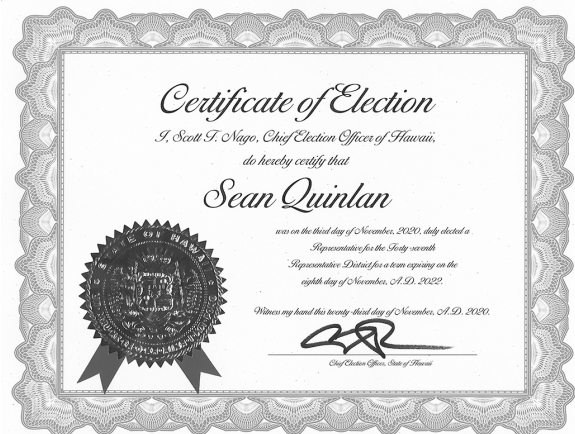 Certificate of Election
I, Scott T. Nago, Chief Election Officer of Hawaii,
do hereby certify that
Sean Quinlan
was on the third day of November, 2020, duly elected a
Representative for the Forty-seventh
Representative District for a term expiring on the
eighth day of November, A.D. 2022.
Witness my hand this twenty-third day of November, A.D. 2020.
Chief Election Officer, State of Hawaii
STATE OF HAWAII